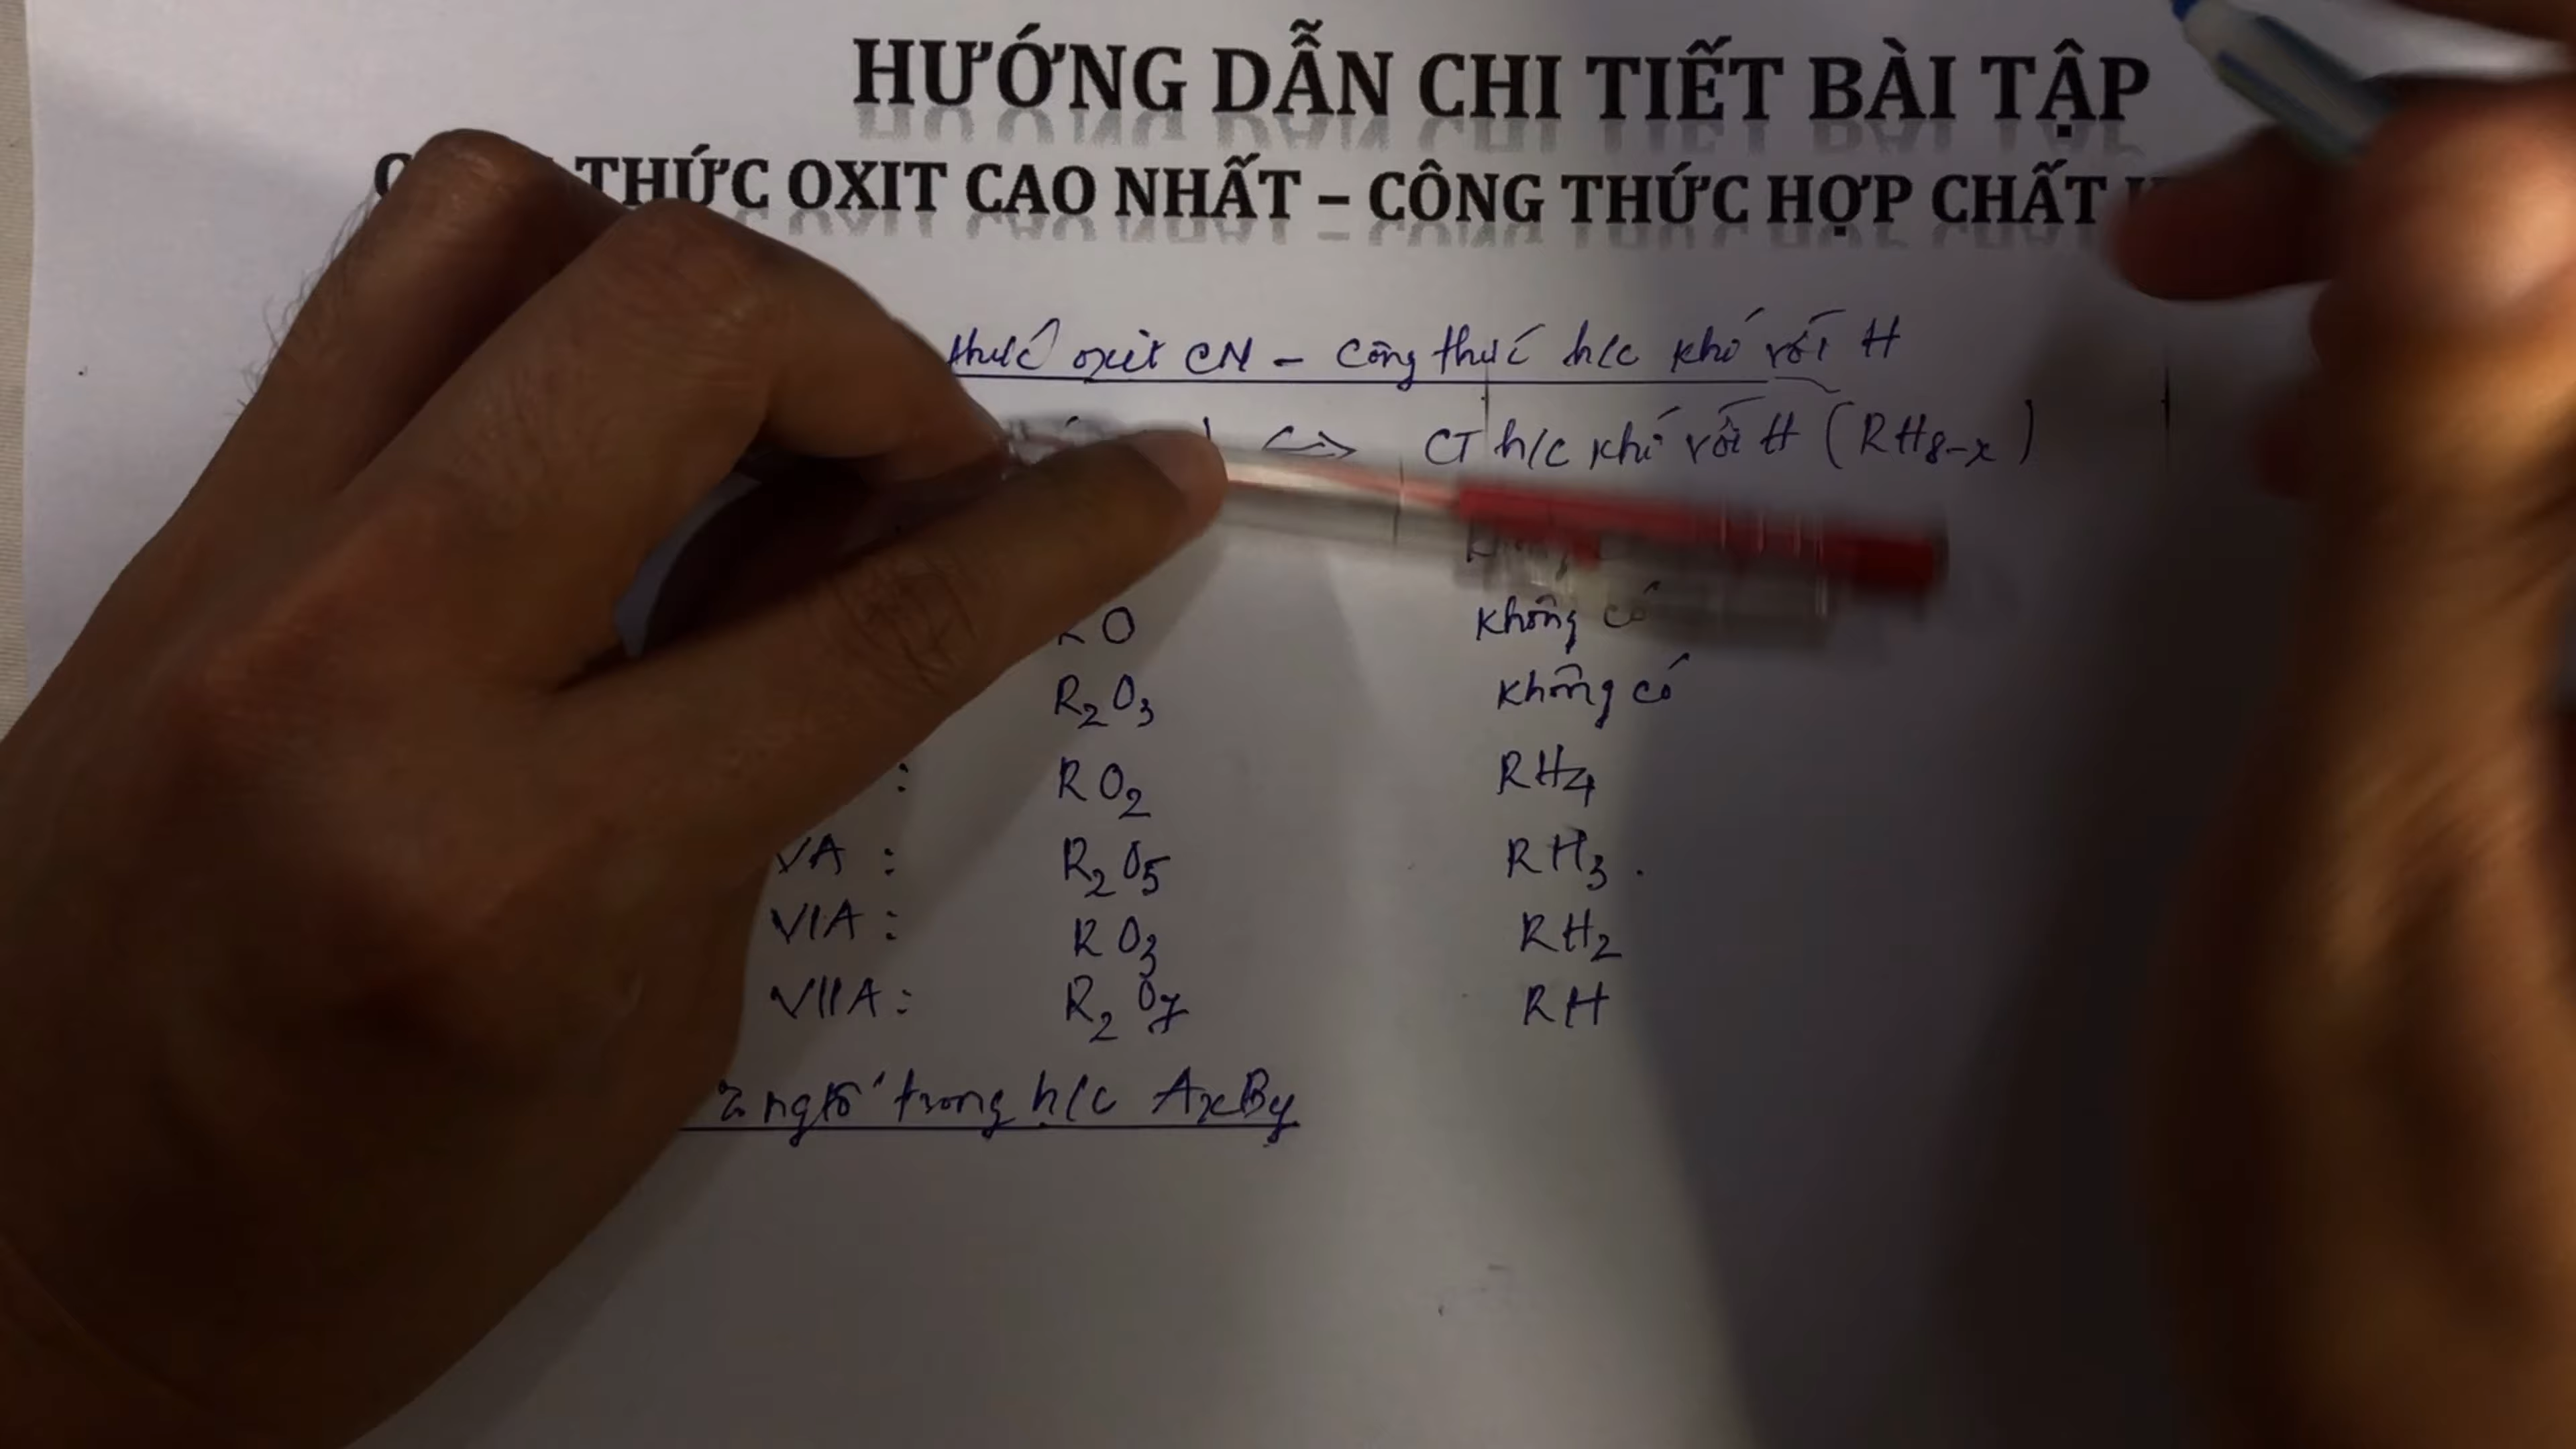 HƯỚNG DẪN CHI TIẾT BÀI TẬP
THỨC OXIT CAO NHẤT – CÔNG THỨC HỢP CHẤT
thức oxit CN – Công thức h/c khí với H
<=> CT h/c khí với H (RH8-x)
RO không có
R2O3 không có
: RO2 RH4
VA : R2O5 RH3.
VIA : RO3 RH2
VIIA : R2O7 RH
ngtố trong h/c AxBy